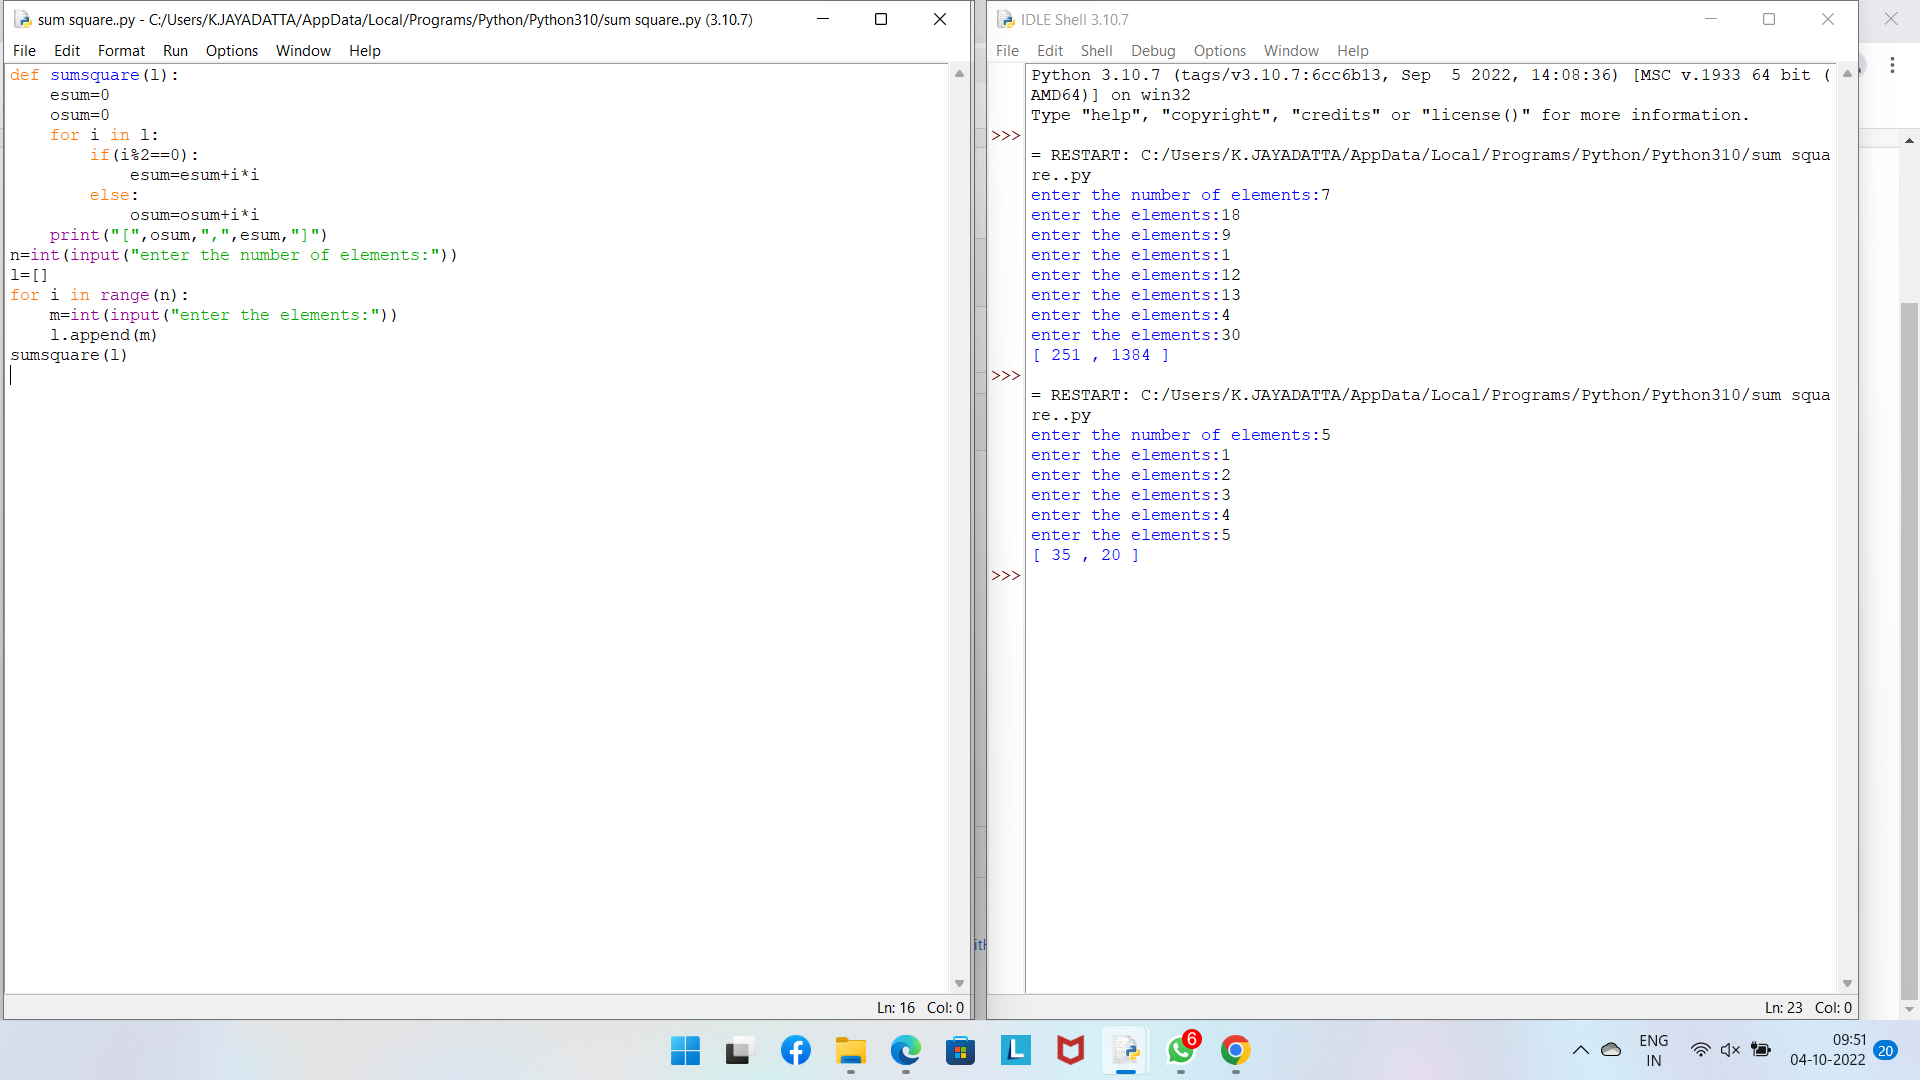 sum square..py - C:/Users/K.JAYADATTA/AppData/Local/Programs/Python/Python310/sum square..py (3.10.7)
File Edit Format Run Options Window Help
def sumsquare(l):
    esum=0
    osum=0
    for i in l:
        if(i%2==0):
            esum=esum+i*i
        else:
            osum=osum+i*i
    print("[",osum,",",esum,"]")
n=int(input("enter the number of elements:"))
l=[]
for i in range(n):
    m=int(input("enter the elements:"))
    l.append(m)
sumsquare(l)
Ln: 16 Col: 0
IDLE Shell 3.10.7
File Edit Shell Debug Options Window Help
Python 3.10.7 (tags/v3.10.7:6cc6b13, Sep  5 2022, 14:08:36) [MSC v.1933 64 bit (
AMD64)] on win32
Type "help", "copyright", "credits" or "license()" for more information.
>>>
= RESTART: C:/Users/K.JAYADATTA/AppData/Local/Programs/Python/Python310/sum squa
re..py
enter the number of elements:7
enter the elements:18
enter the elements:9
enter the elements:1
enter the elements:12
enter the elements:13
enter the elements:4
enter the elements:30
[ 251 , 1384 ]
>>>
= RESTART: C:/Users/K.JAYADATTA/AppData/Local/Programs/Python/Python310/sum squa
re..py
enter the number of elements:5
enter the elements:1
enter the elements:2
enter the elements:3
enter the elements:4
enter the elements:5
[ 35 , 20 ]
>>>
Ln: 23 Col: 0
L
6
ENG
IN
09:51
04-10-2022
20